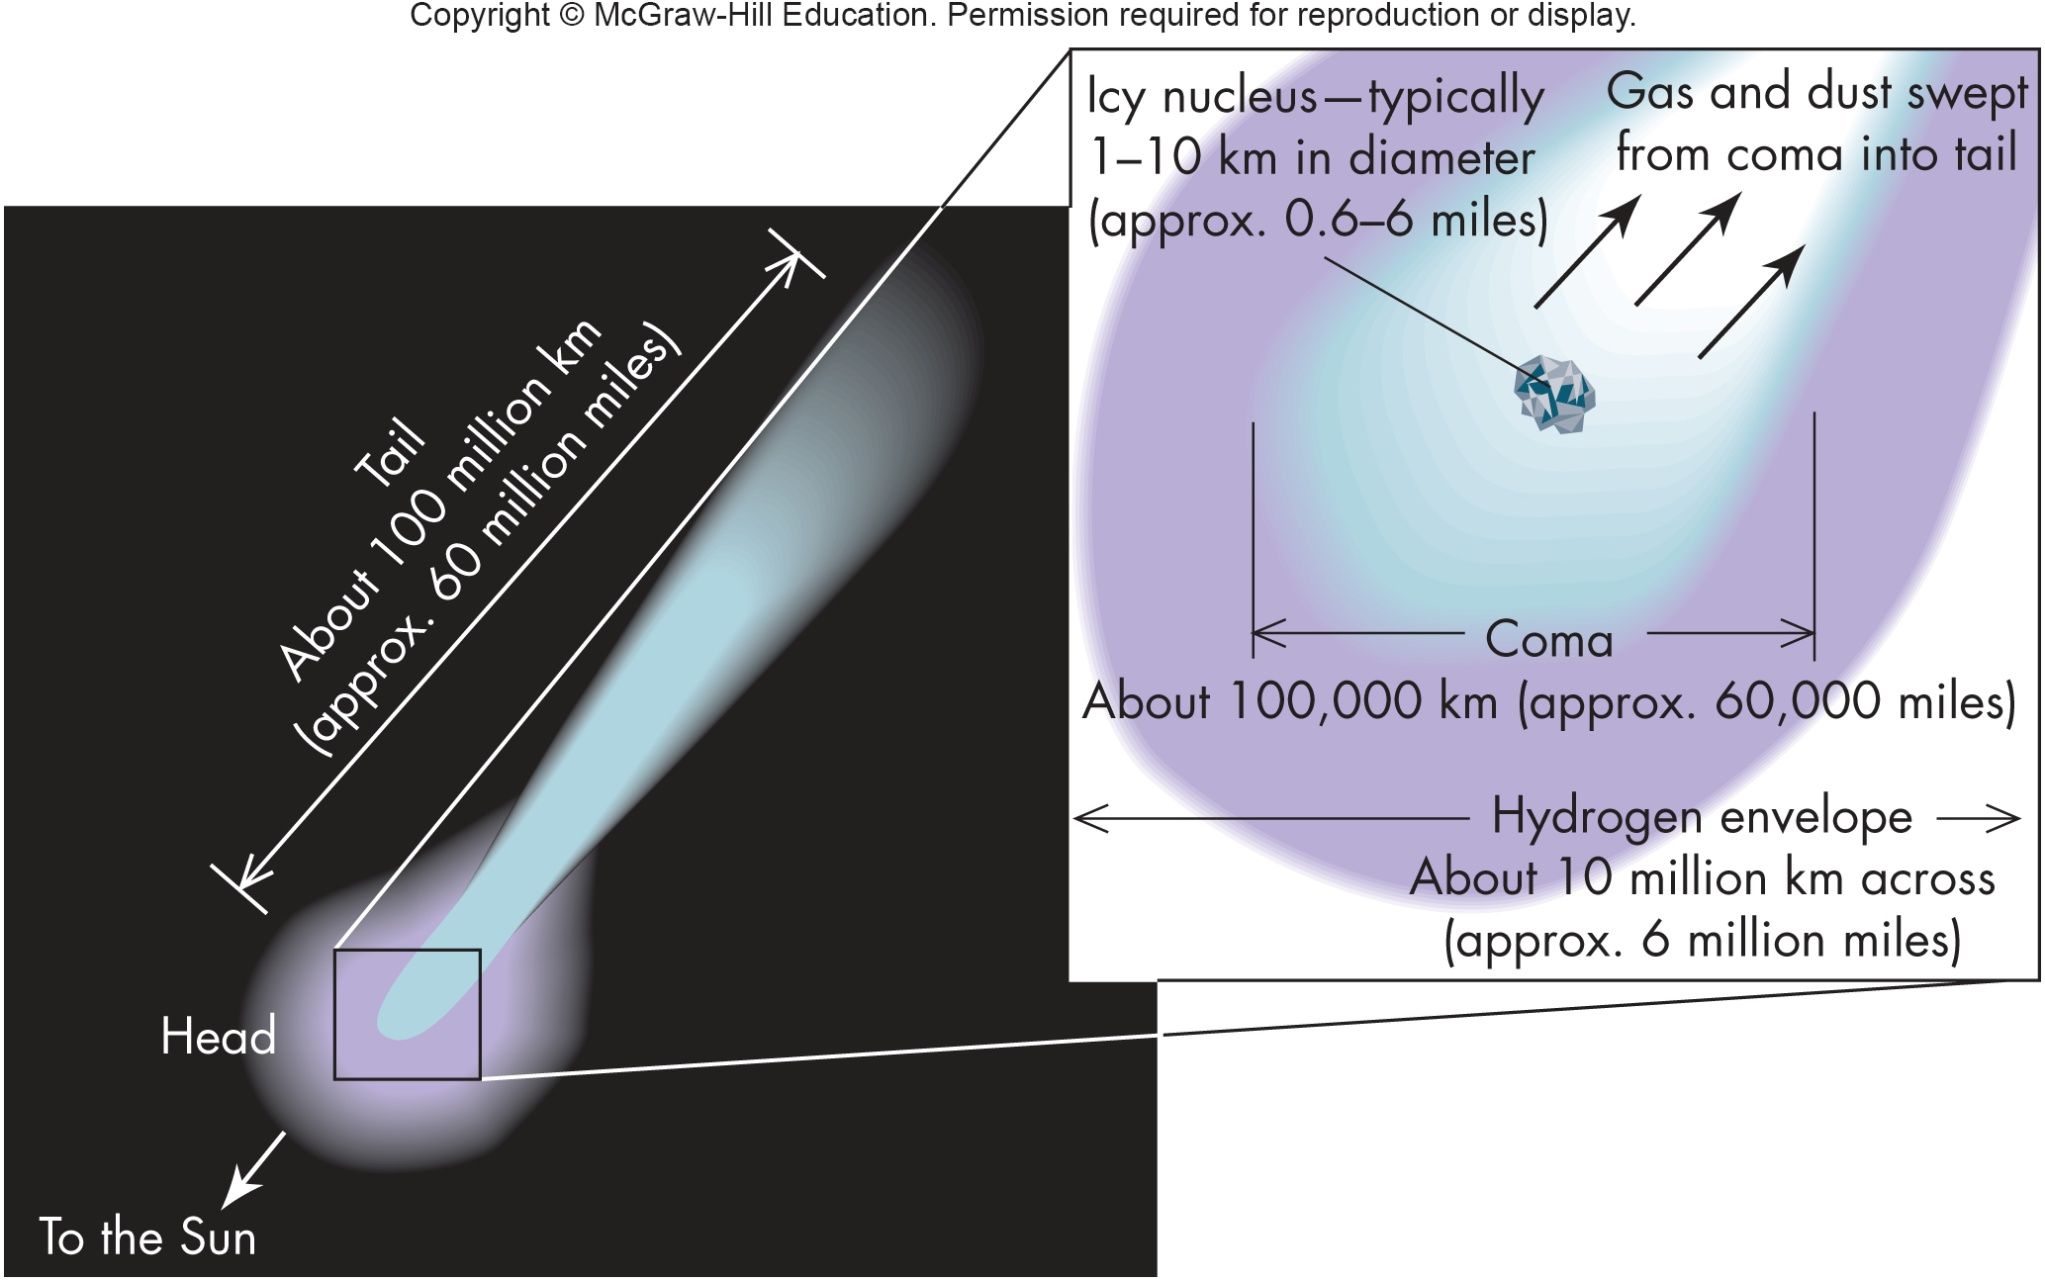 Copyright © McGraw-Hill Education. Permission required for reproduction or display.
Icy nucleus—typically
1–10 km in diameter
(approx. 0.6–6 miles)
Gas and dust swept
from coma into tail
Tail
About 100 million km
(approx. 60 million miles)
Coma
About 100,000 km (approx. 60,000 miles)
Hydrogen envelope
About 10 million km across
(approx. 6 million miles)
Head
To the Sun